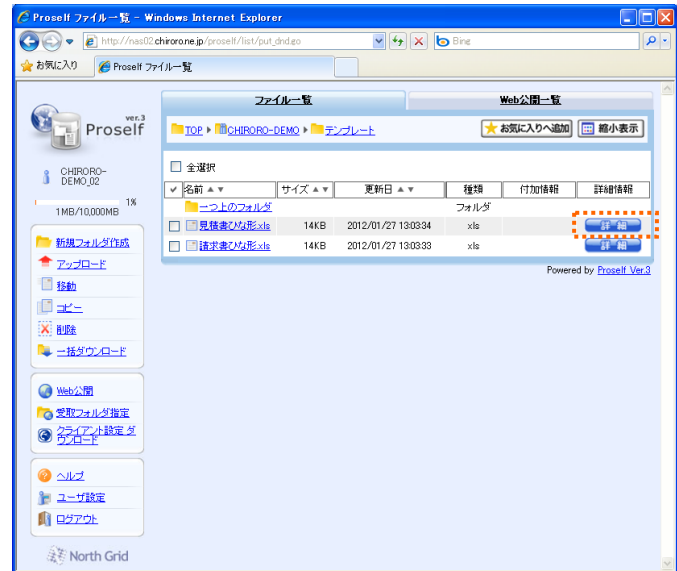 Proself ファイル一覧 - Windows Internet Explorer
http://nas02.chiroro.ne.jp/proself/list/put_dnd.go
Bing
お気に入り
Proself ファイル一覧
ver.3
Proself
CHIRORO-
DEMO_02
1%
1MB/10,000MB
新規フォルダ作成
アップロード
移動
コピー
削除
一括ダウンロード
Web公開
受取フォルダ指定
クライアント設定 ダ
ウンロード
ヘルプ
ユーザ設定
ログアウト
North Grid
ファイル一覧 Web公開一覧
TOP CHIRORO-DEMO テンプレート お気に入りへ追加 縮小表示
全選択
名前▲▼ サイズ▲▼ 更新日▲▼ 種類 付加情報 詳細情報
一つ上のフォルダ フォルダ
見積書ひな形.xls 14KB 2012/01/27 13:03:34 xls 詳細
請求書ひな形.xls 14KB 2012/01/27 13:03:33 xls 詳細
Powered by Proself Ver.3